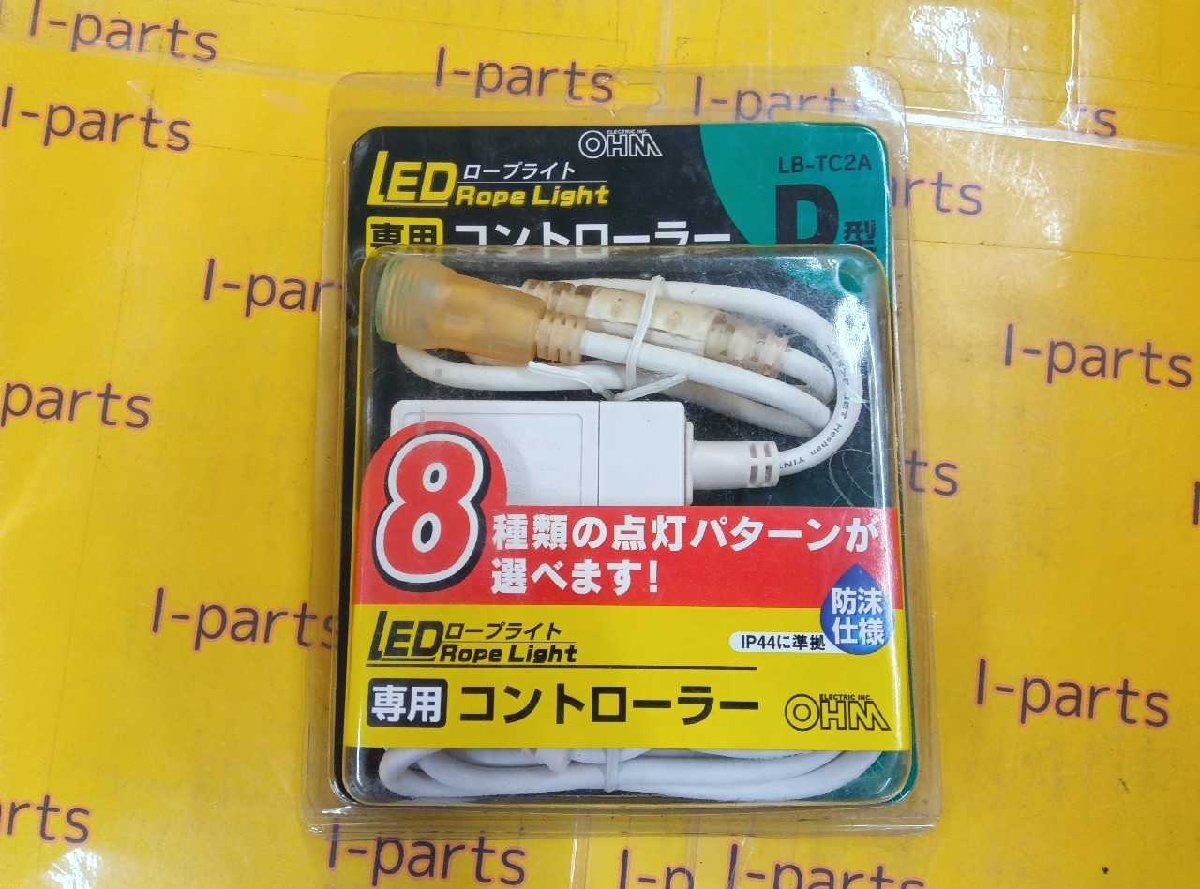 I-parts
I-parts
I-parts
I-parts
ELECTRIC INC.
OHM
LED ロープライト
Rope Light
LB-TC2A
D型
専用 コントローラー
I-parts
parts
8
種類の点灯パターンが
選べます!
防沫
仕様
IP44に準拠
LED ロープライト
Rope Light
専用 コントローラー
ELECTRIC INC.
OHM
I-parts
I-parts
I-parts
I-parts